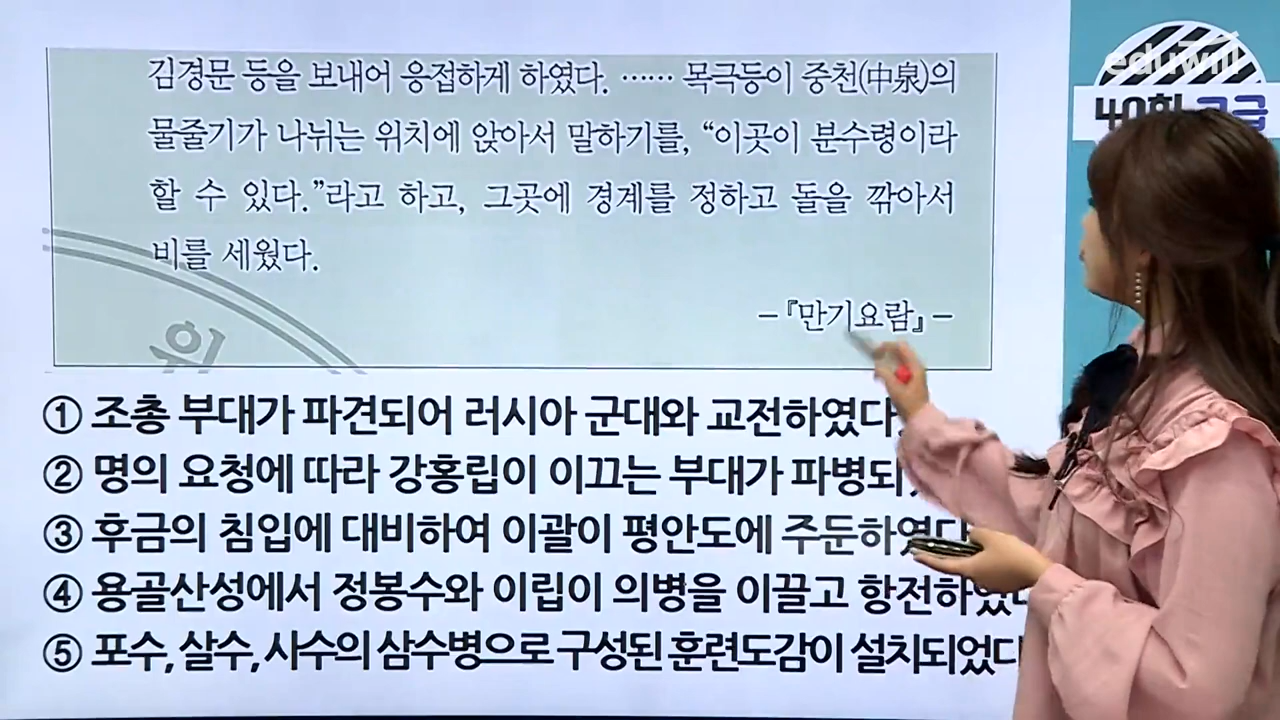 eduwill
40회 고급
김경문 등을 보내어 응접하게 하였다. …… 목극등이 중천(中泉)의
물줄기가 나뉘는 위치에 앉아서 말하기를, “이곳이 분수령이라
할 수 있다.”라고 하고, 그곳에 경계를 정하고 돌을 깎아서
비를 세웠다.
－『만기요람』－
① 조총 부대가 파견되어 러시아 군대와 교전하였다.
② 명의 요청에 따라 강홍립이 이끄는 부대가 파병되
③ 후금의 침입에 대비하여 이괄이 평안도에 주둔하였다
④ 용골산성에서 정봉수와 이립이 의병을 이끌고 항전하였다
⑤ 포수, 살수, 사수의 삼수병으로 구성된 훈련도감이 설치되었다